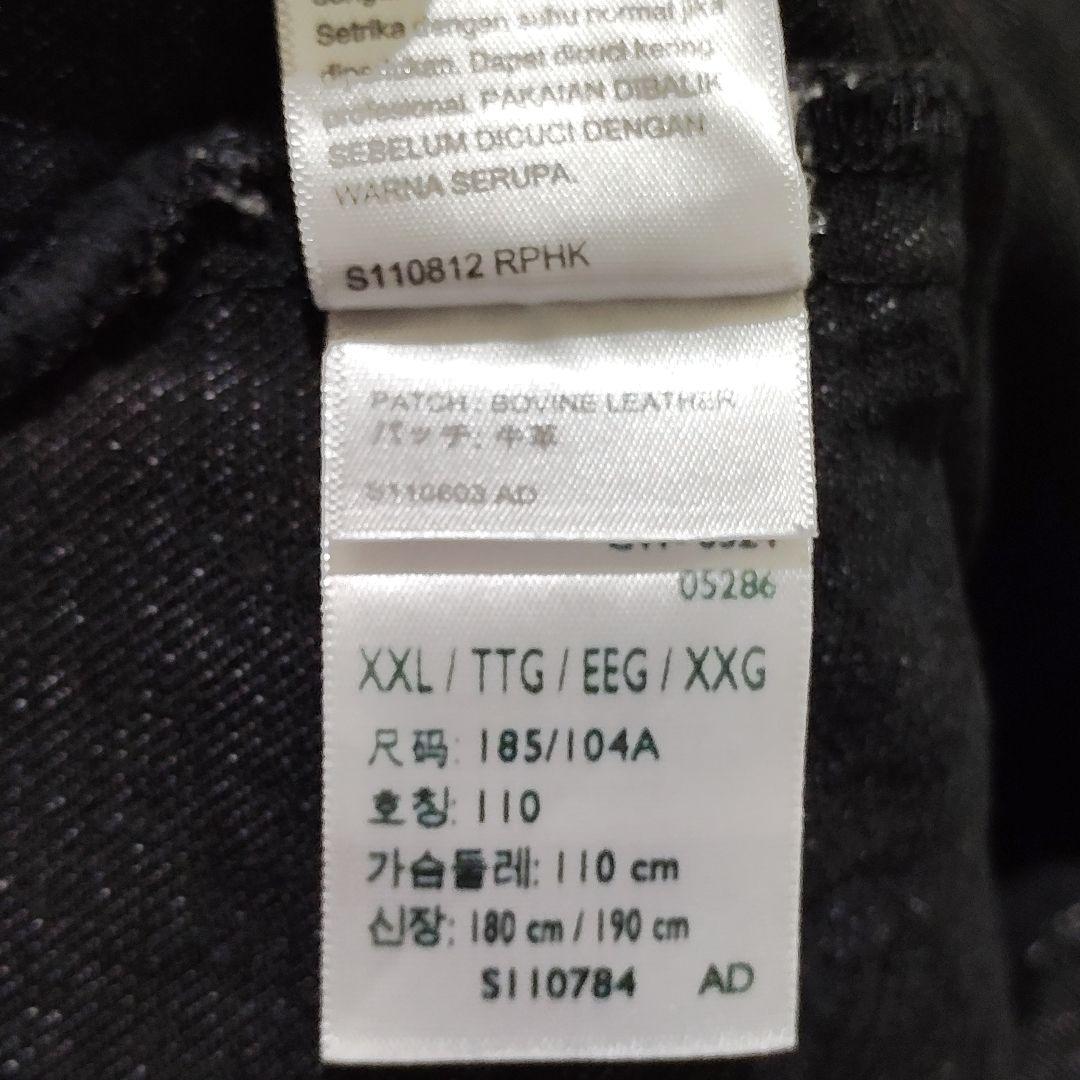 Setrika dengan suhu normal jika
Dapat dicuci kering
profesional. PAKAIAN DIBALIK
SEBELUM DICUCI DENGAN
WARNA SERUPA.
S110812 RPHK
PATCH : BOVINE LEATHER
パッチ : 牛革
S110603 AD
05286
XXL / TTG / EEG / XXG
尺码: 185/104A
호칭: 110
가슴둘레: 110 cm
신장: 180 cm / 190 cm
S110784 AD